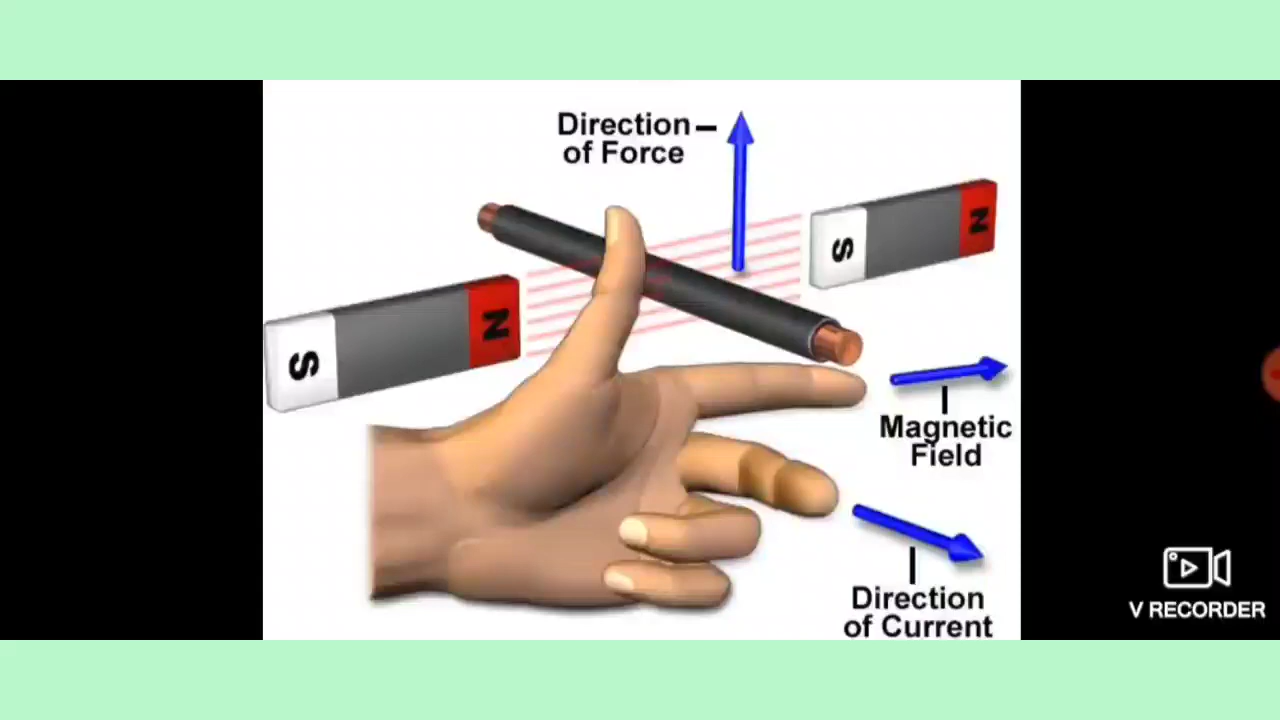 Direction
of Force
N
S
N
S
Magnetic
Field
Direction
of Current
V RECORDER